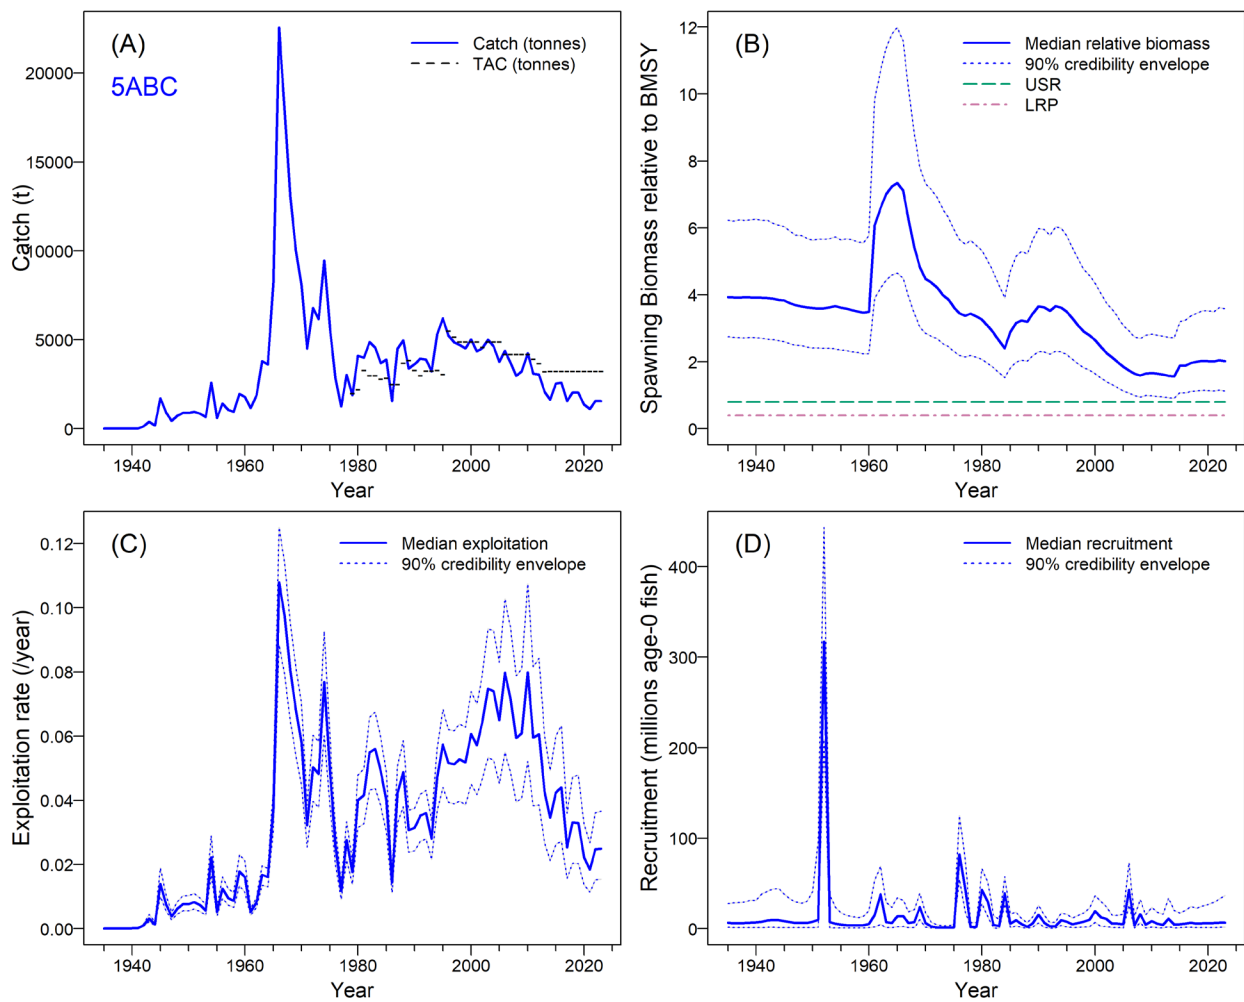 (A)
5ABC
Catch (tonnes)
TAC (tonnes)
Catch (t)
20000
15000
10000
5000
0
1940 1960 1980 2000 2020
Year
(B)
Median relative biomass
90% credibility envelope
USR
LRP
Spawning Biomass relative to BMSY
12
10
8
6
4
2
0
1940 1960 1980 2000 2020
Year
(C)
Median exploitation
90% credibility envelope
Exploitation rate (/year)
0.12
0.10
0.08
0.06
0.04
0.02
0.00
1940 1960 1980 2000 2020
Year
(D)
Median recruitment
90% credibility envelope
Recruitment (millions age-0 fish)
400
300
200
100
0
1940 1960 1980 2000 2020
Year